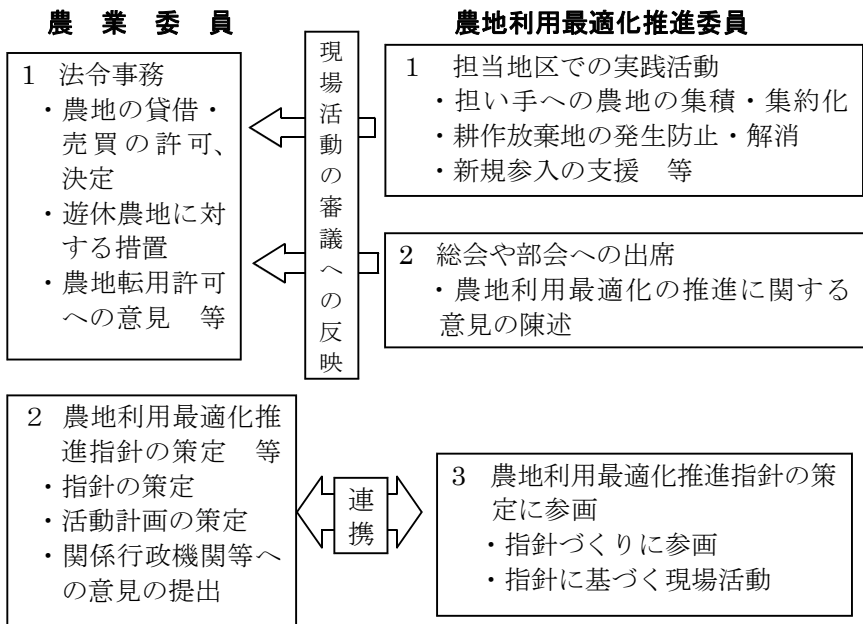 農 業 委 員
1 法令事務
・農地の貸借・
売買の許可、
決定
・遊休農地に対
する措置
・農地転用許可
への意見 等
現場活動の審議への反映
農地利用最適化推進委員
1 担当地区での実践活動
・担い手への農地の集積・集約化
・耕作放棄地の発生防止・解消
・新規参入の支援 等
2 総会や部会への出席
・農地利用最適化の推進に関する
意見の陳述
2 農地利用最適化推
進指針の策定 等
・指針の策定
・活動計画の策定
・関係行政機関等へ
の意見の提出
連携
3 農地利用最適化推進指針の策
定に参画
・指針づくりに参画
・指針に基づく現場活動